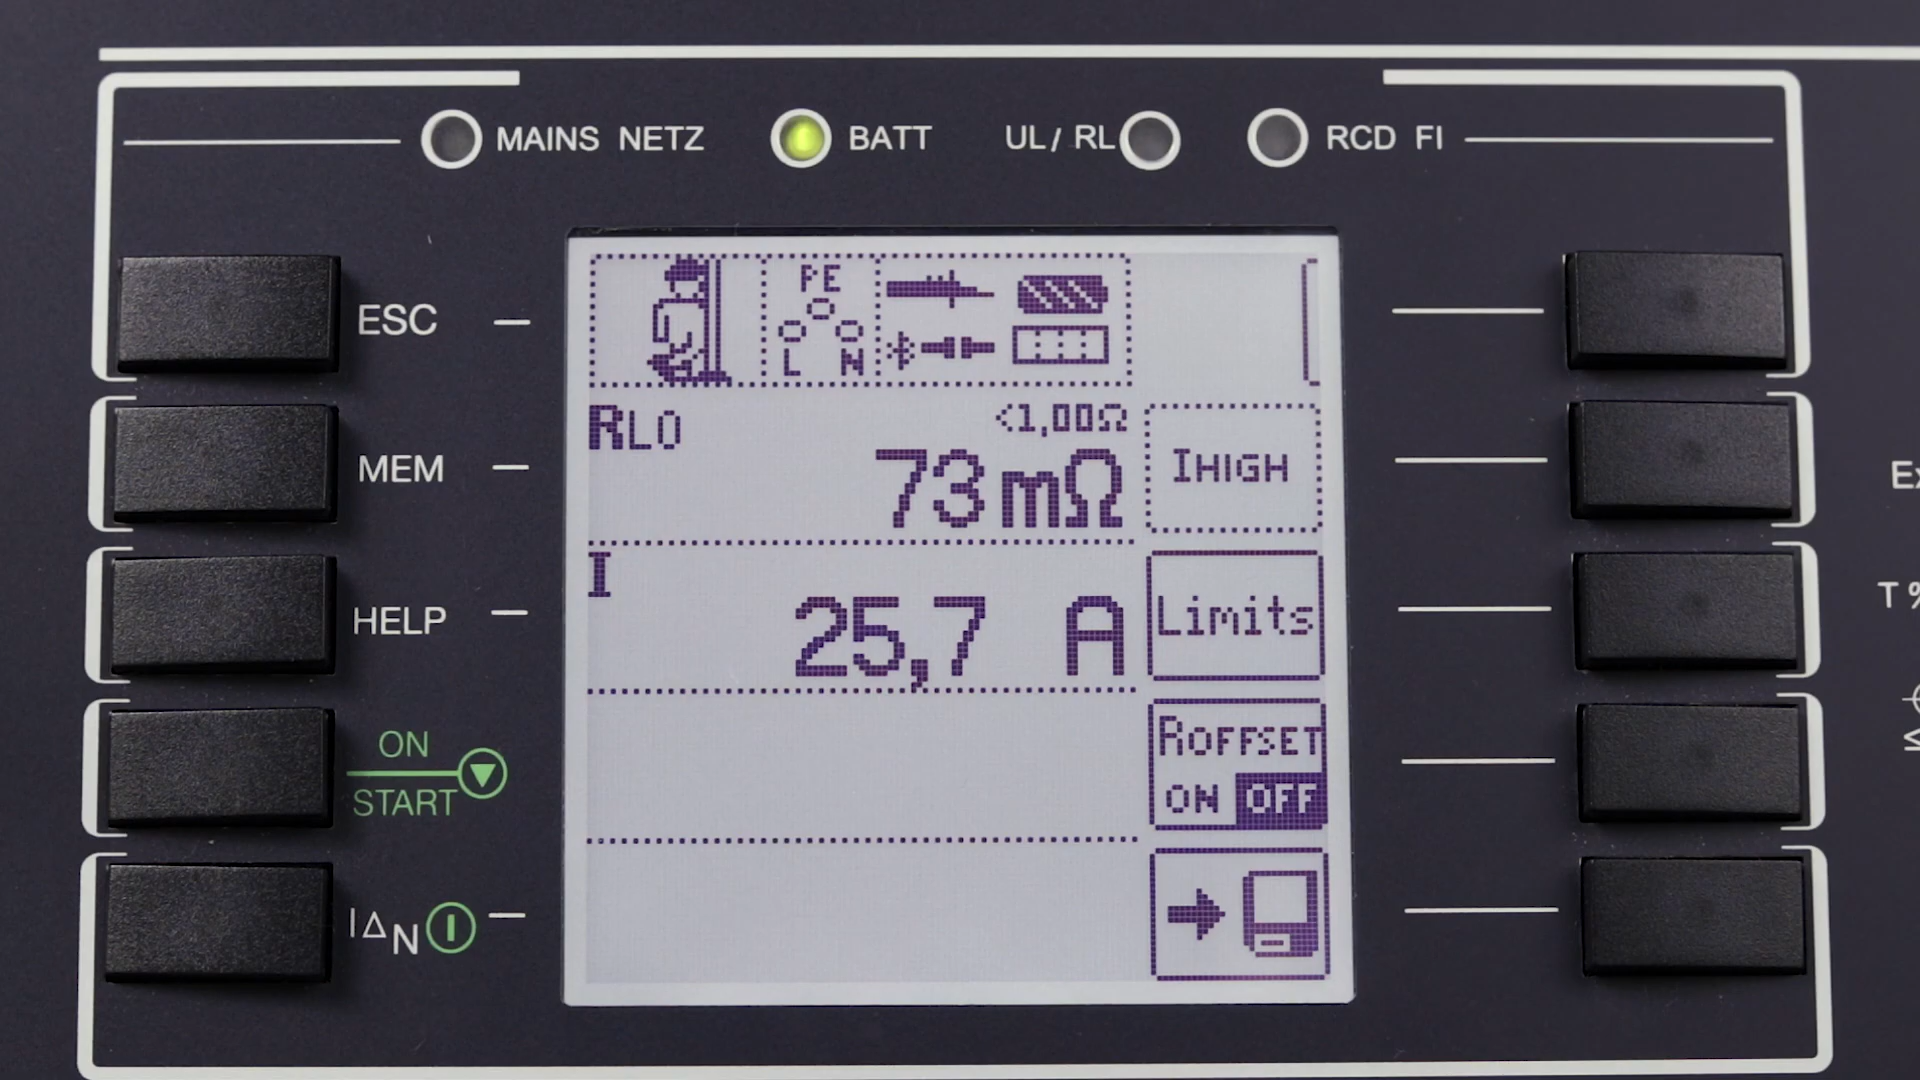 MAINS NETZ BATT UL/ RL RCD FI
ESC
MEM
HELP
ON
START
IΔN
PE
L N
RLO <1,00Ω
73 mΩ
I
25,7 A
IHIGH
Limits
ROFFSET
ON OFF
T %